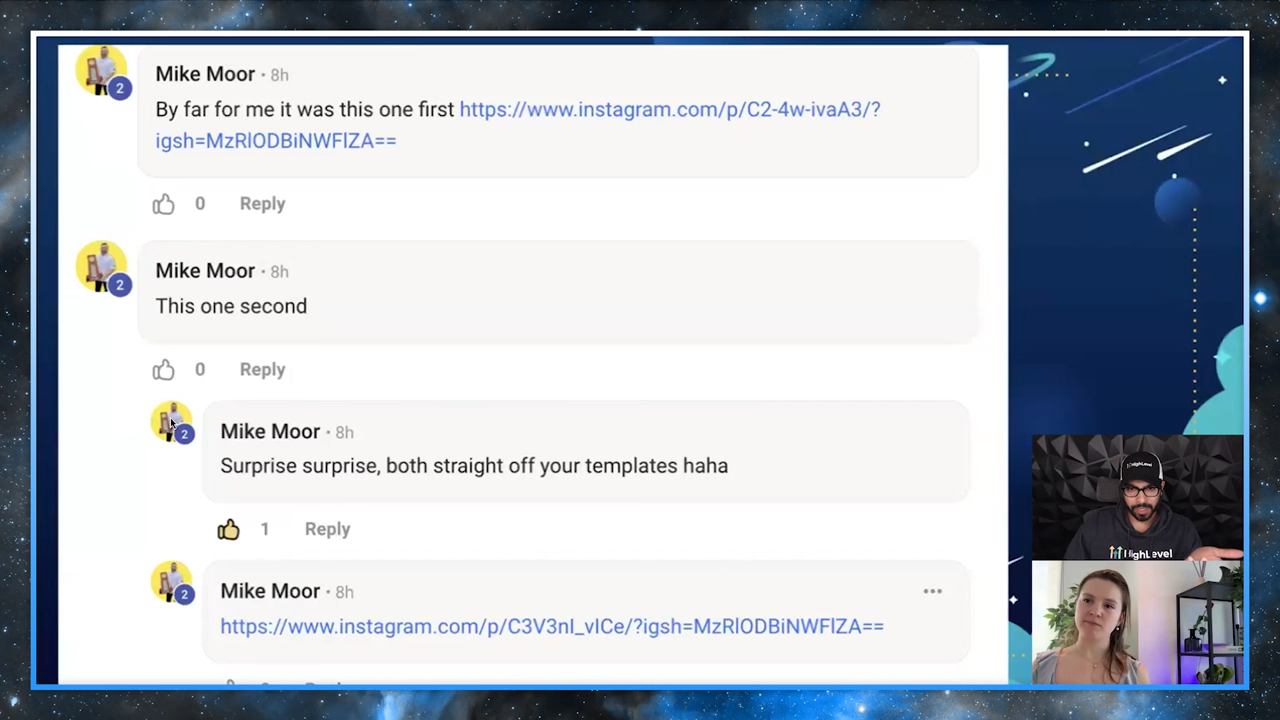 Mike Moor · 8h
By far for me it was this one first https://www.instagram.com/p/C2-4w-ivaA3/?
igsh=MzRlODBiNWFlZA==
2
0 Reply
Mike Moor · 8h
This one second
2
0 Reply
Mike Moor · 8h
2
Surprise surprise, both straight off your templates haha
1 Reply
Mike Moor · 8h
2
https://www.instagram.com/p/C3V3nI_vICe/?igsh=MzRlODBiNWFlZA==
HighLevel
HighLevel